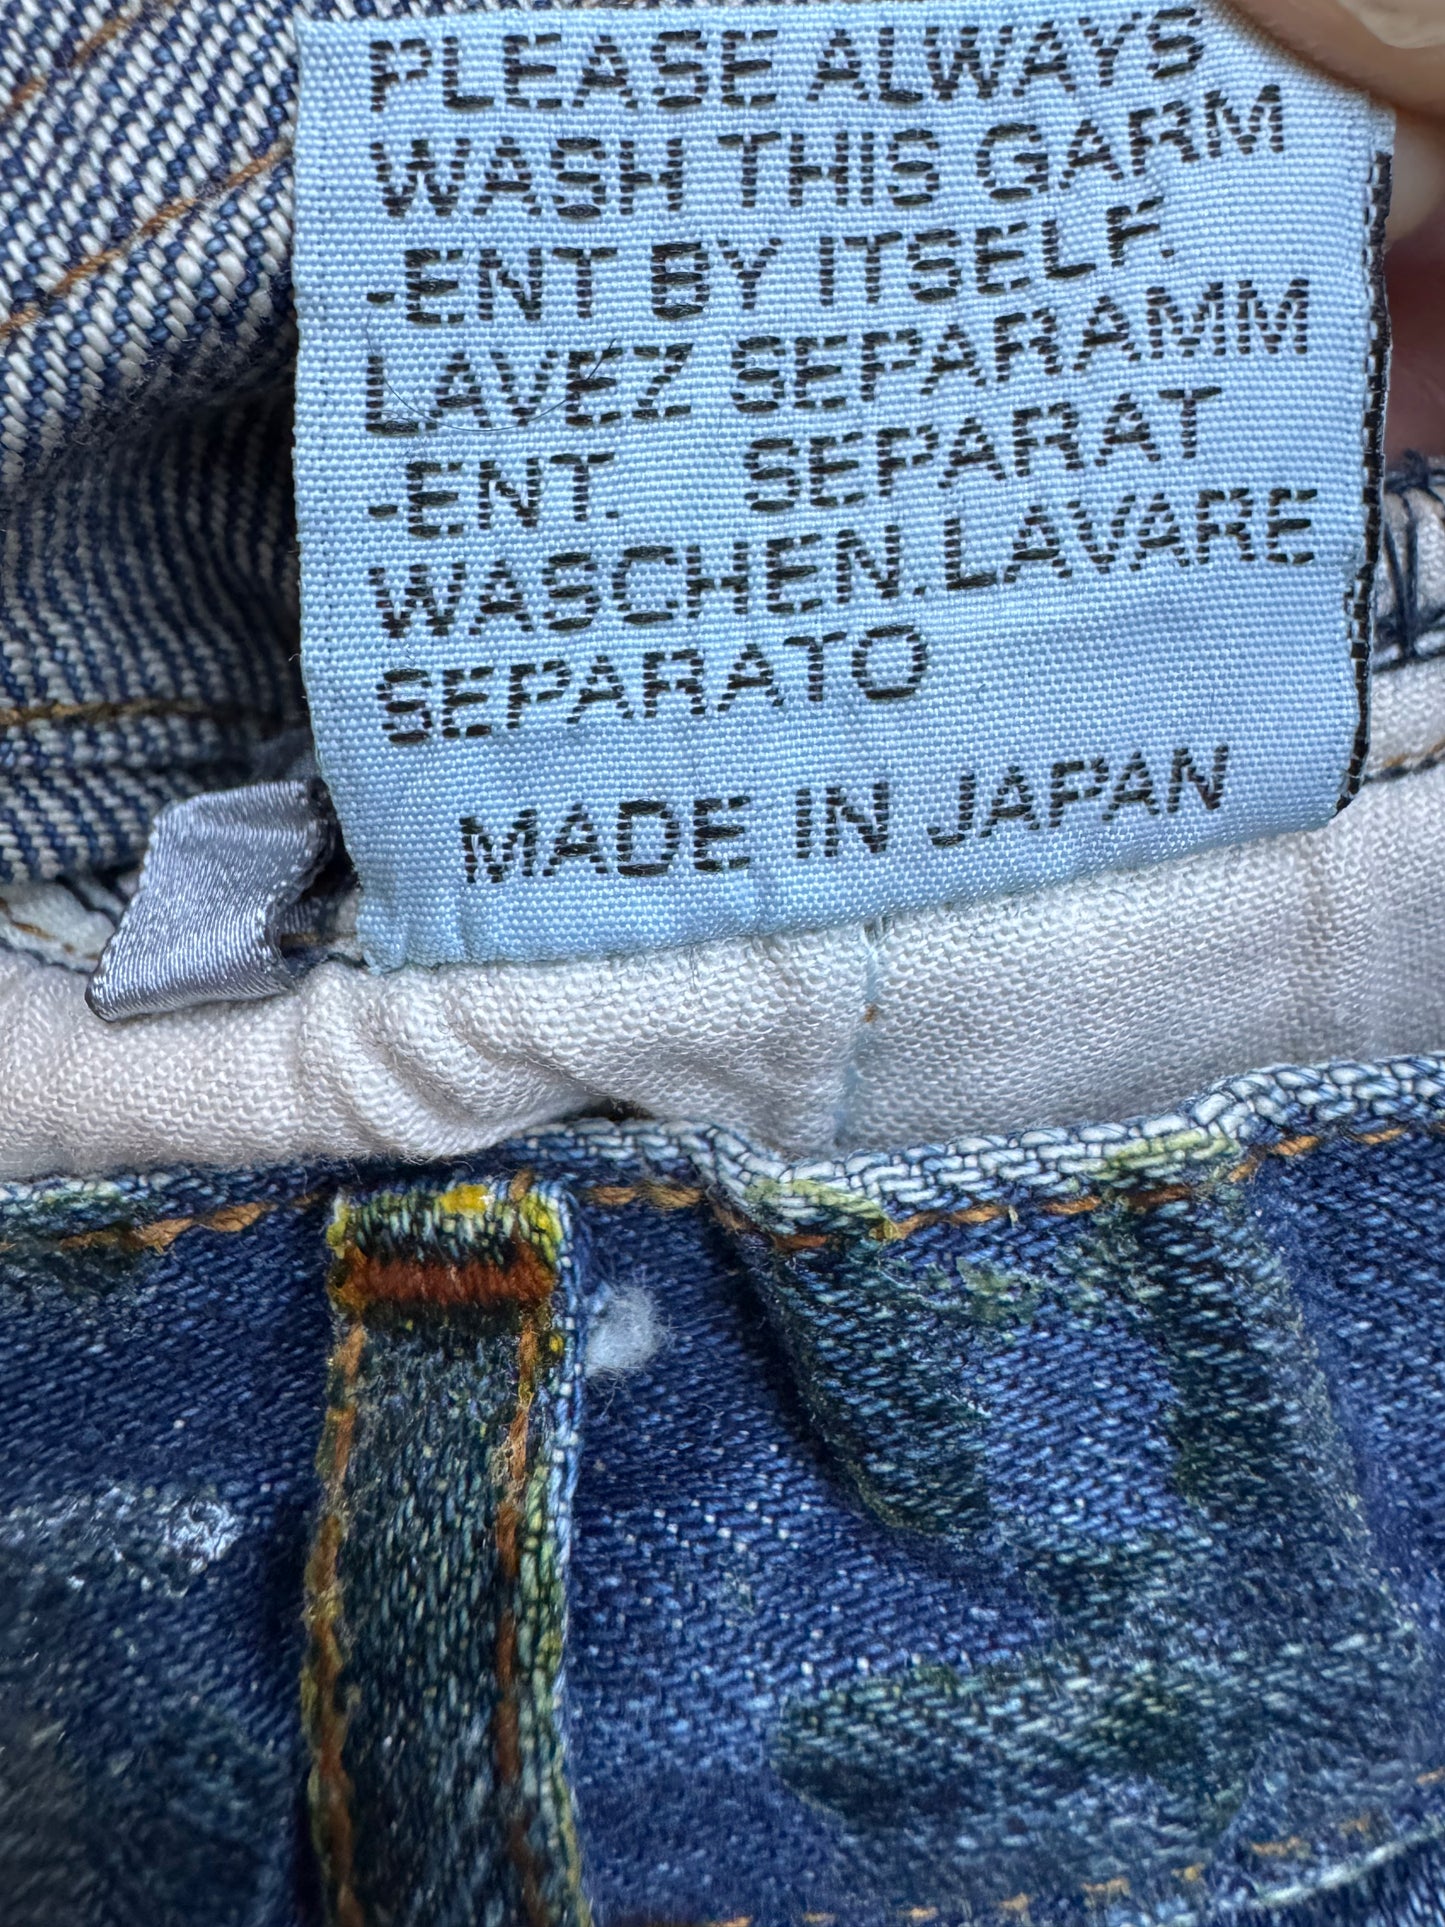 PLEASE ALWAYS
WASH THIS GARM
-ENT BY ITSELF.
LAVEZ SEPARAMM
-ENT. SEPARAT
WASCHEN.LAVARE
SEPARATO
MADE IN JAPAN